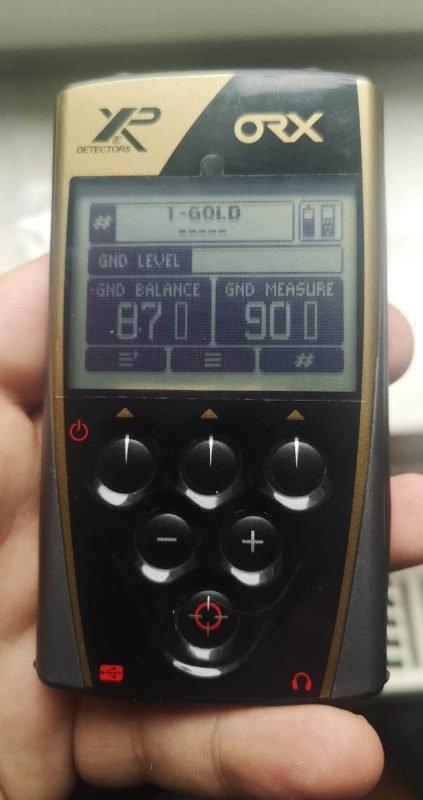 XP
®
DETECTORS
ORX
#
1-GOLD
-----
GND LEVEL
GND BALANCE
GND MEASURE
87
90
#
-
+